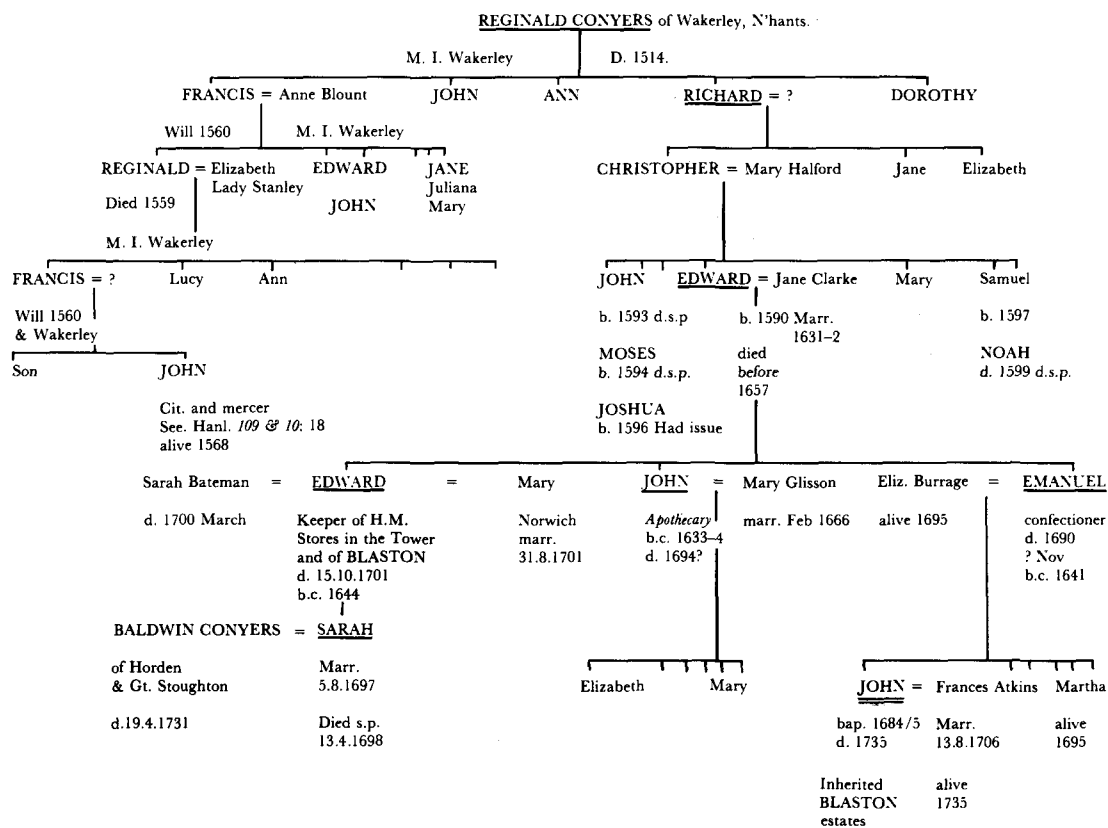 REGINALD CONYERS of Wakerley, N'hants.
M. I. Wakerley D. 1514.
FRANCIS = Anne Blount JOHN ANN RICHARD = ? DOROTHY
Will 1560 M. I. Wakerley
REGINALD = Elizabeth EDWARD JANE CHRISTOPHER = Mary Halford Jane Elizabeth
Lady Stanley Juliana
Died 1559 JOHN Mary
M. I. Wakerley
FRANCIS = ? Lucy Ann JOHN EDWARD = Jane Clarke Mary Samuel
Will 1560 b. 1593 d.s.p b. 1590 Marr. b. 1597
& Wakerley 1631–2
Son JOHN MOSES died NOAH
b. 1594 d.s.p. before d. 1599 d.s.p.
1657
Cit. and mercer JOSHUA
See. Hanl. 109 & 10: 18 b. 1596 Had issue
alive 1568
Sarah Bateman = EDWARD = Mary JOHN = Mary Glisson Eliz. Burrage = EMANUEL
d. 1700 March Keeper of H.M. Norwich Apothecary marr. Feb 1666 alive 1695 confectioner
Stores in the Tower marr. b.c. 1633–4 d. 1690
and of BLASTON 31.8.1701 d. 1694? ? Nov
d. 15.10.1701 b.c. 1641
b.c. 1644
BALDWIN CONYERS = SARAH
of Horden Marr. Elizabeth Mary JOHN = Frances Atkins Martha
& Gt. Stoughton 5.8.1697
d.19.4.1731 Died s.p. bap. 1684/5 Marr. alive
13.4.1698 d. 1735 13.8.1706 1695
Inherited alive
BLASTON 1735
estates